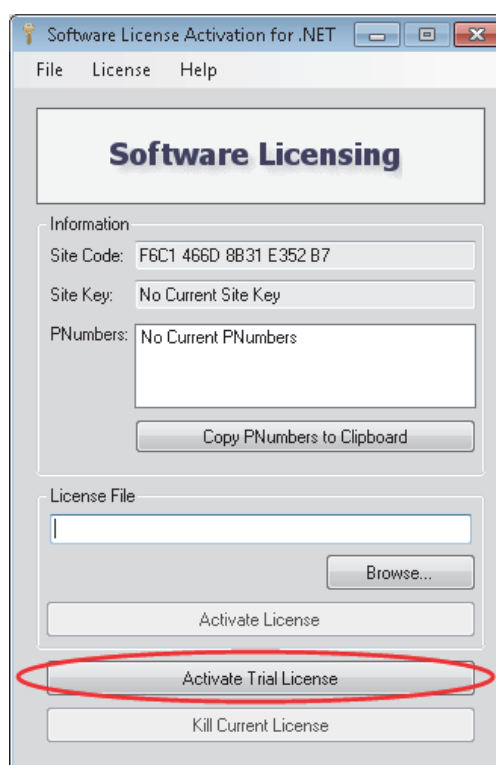 Software License Activation for .NET
File License Help
Software Licensing
Information
Site Code: F6C1 466D 8B31 E352 B7
Site Key: No Current Site Key
PNumbers: No Current PNumbers
Copy PNumbers to Clipboard
License File
Browse...
Activate License
Activate Trial License
Kill Current License